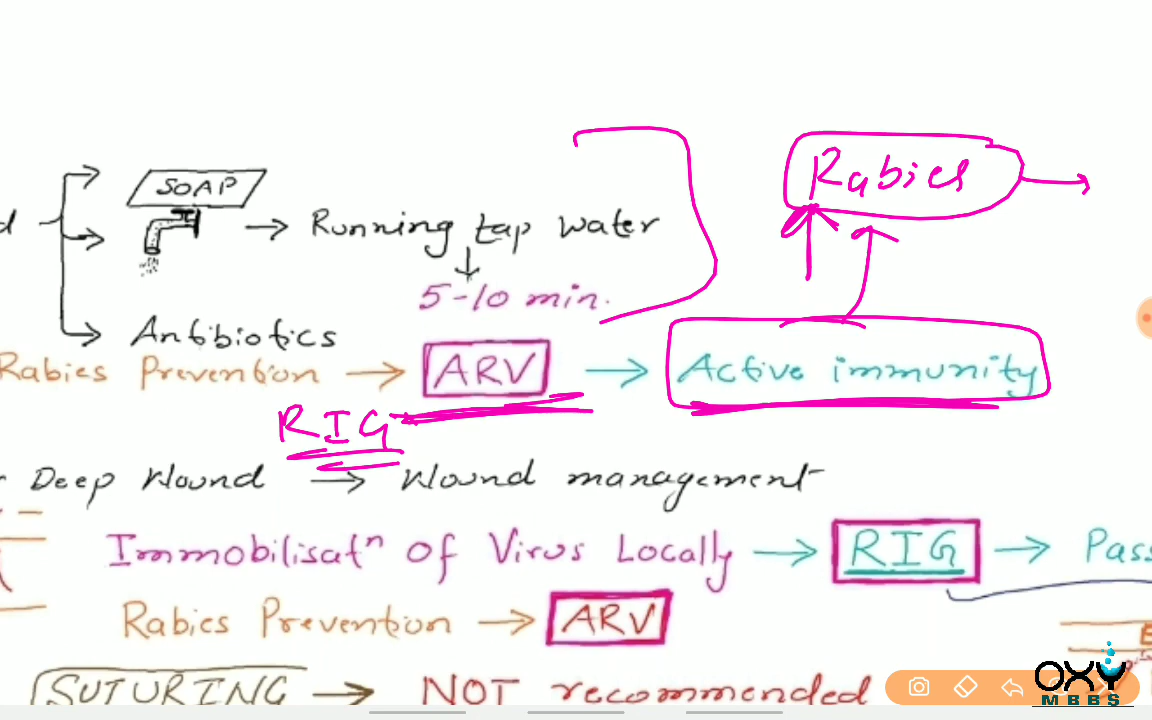 SOAP
Rabies
d
Running tap water
5-10 min.
Antibiotics
Rabies Prevention → ARV → Active immunity
RIG
Deep Wound → Wound management
Immobilisatⁿ of Virus Locally → RIG → Pass
Rabies Prevention → ARV
SUTURING → NOT recommended
OXY
MBBS